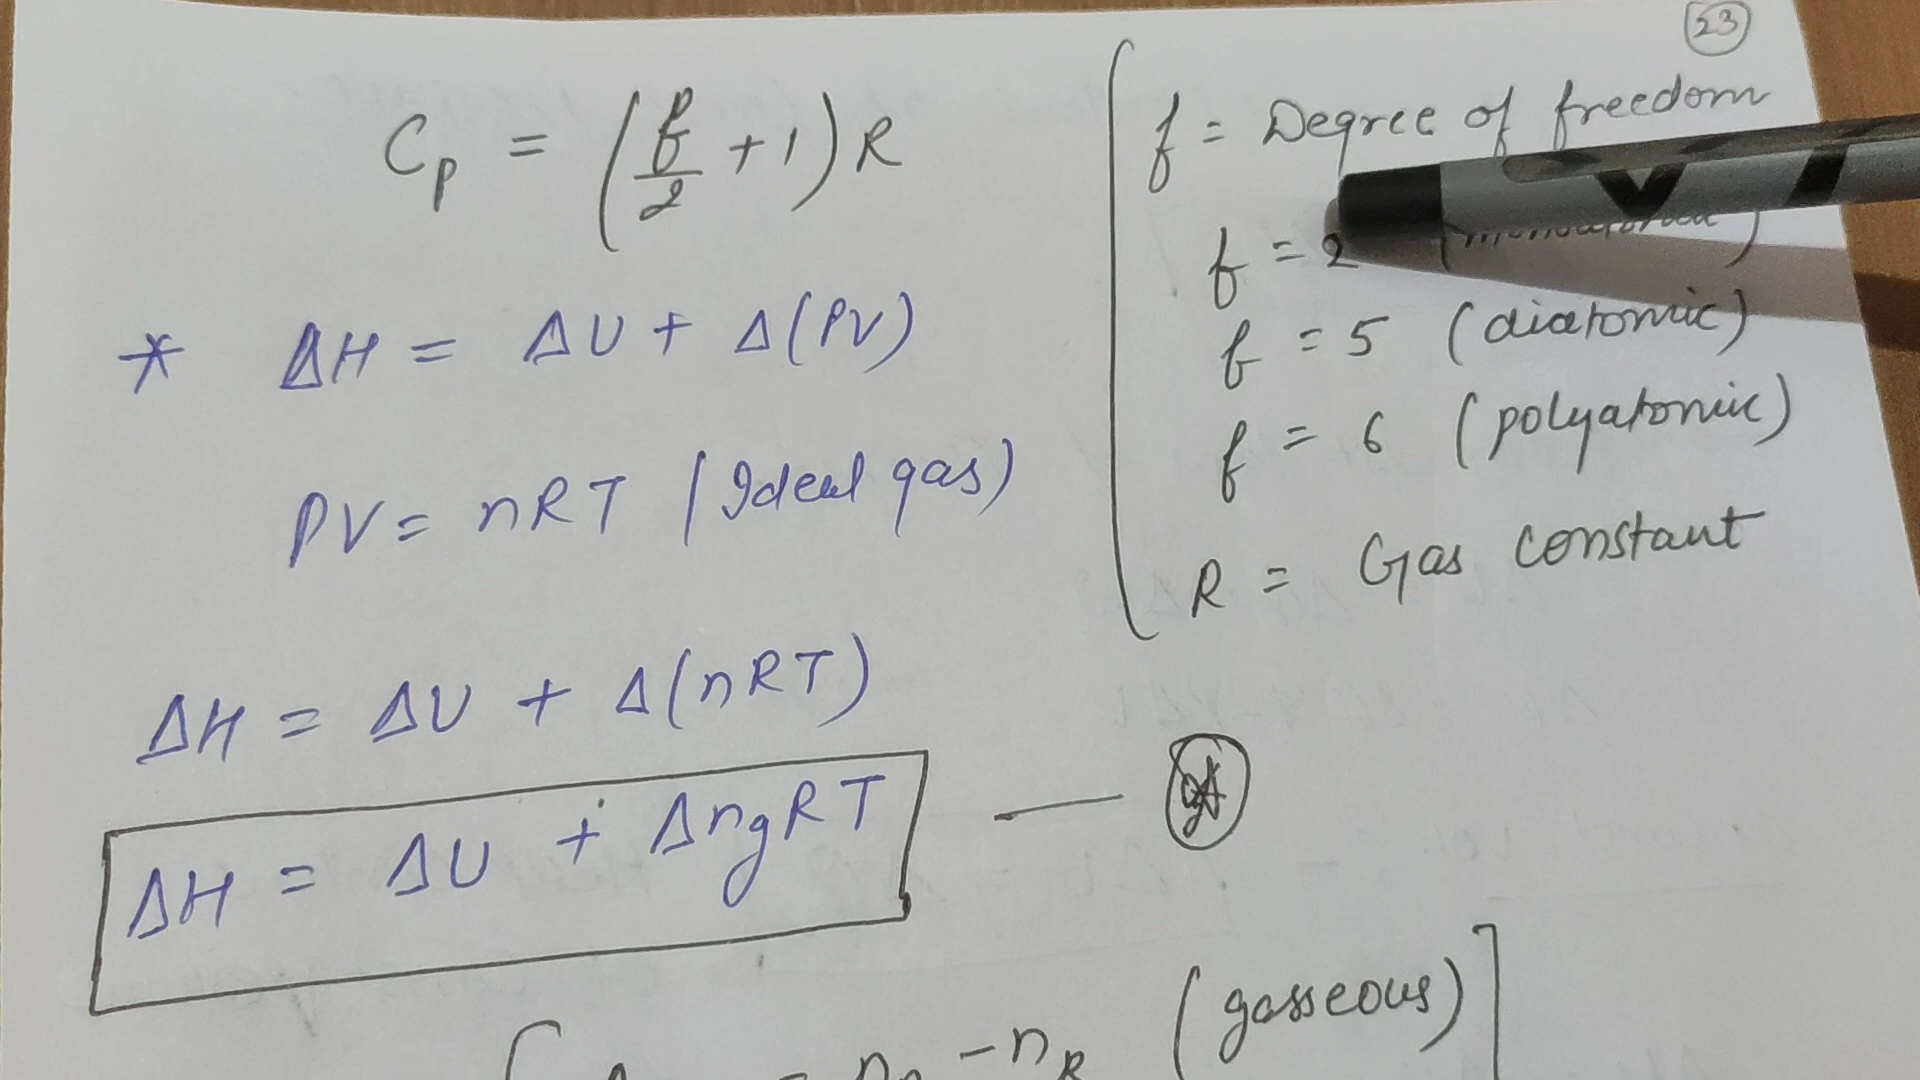 23
Cp = (f/2 + 1) R
f = Degree of freedom
f = 2
f = 5 (diatomic)
f = 6 (polyatomic)
R = Gas constant
* ΔH = ΔU + Δ(PV)
PV = nRT (Ideal gas)
ΔH = ΔU + Δ(nRT)
ΔH = ΔU + ΔngRT —
- nR (gasseous)]